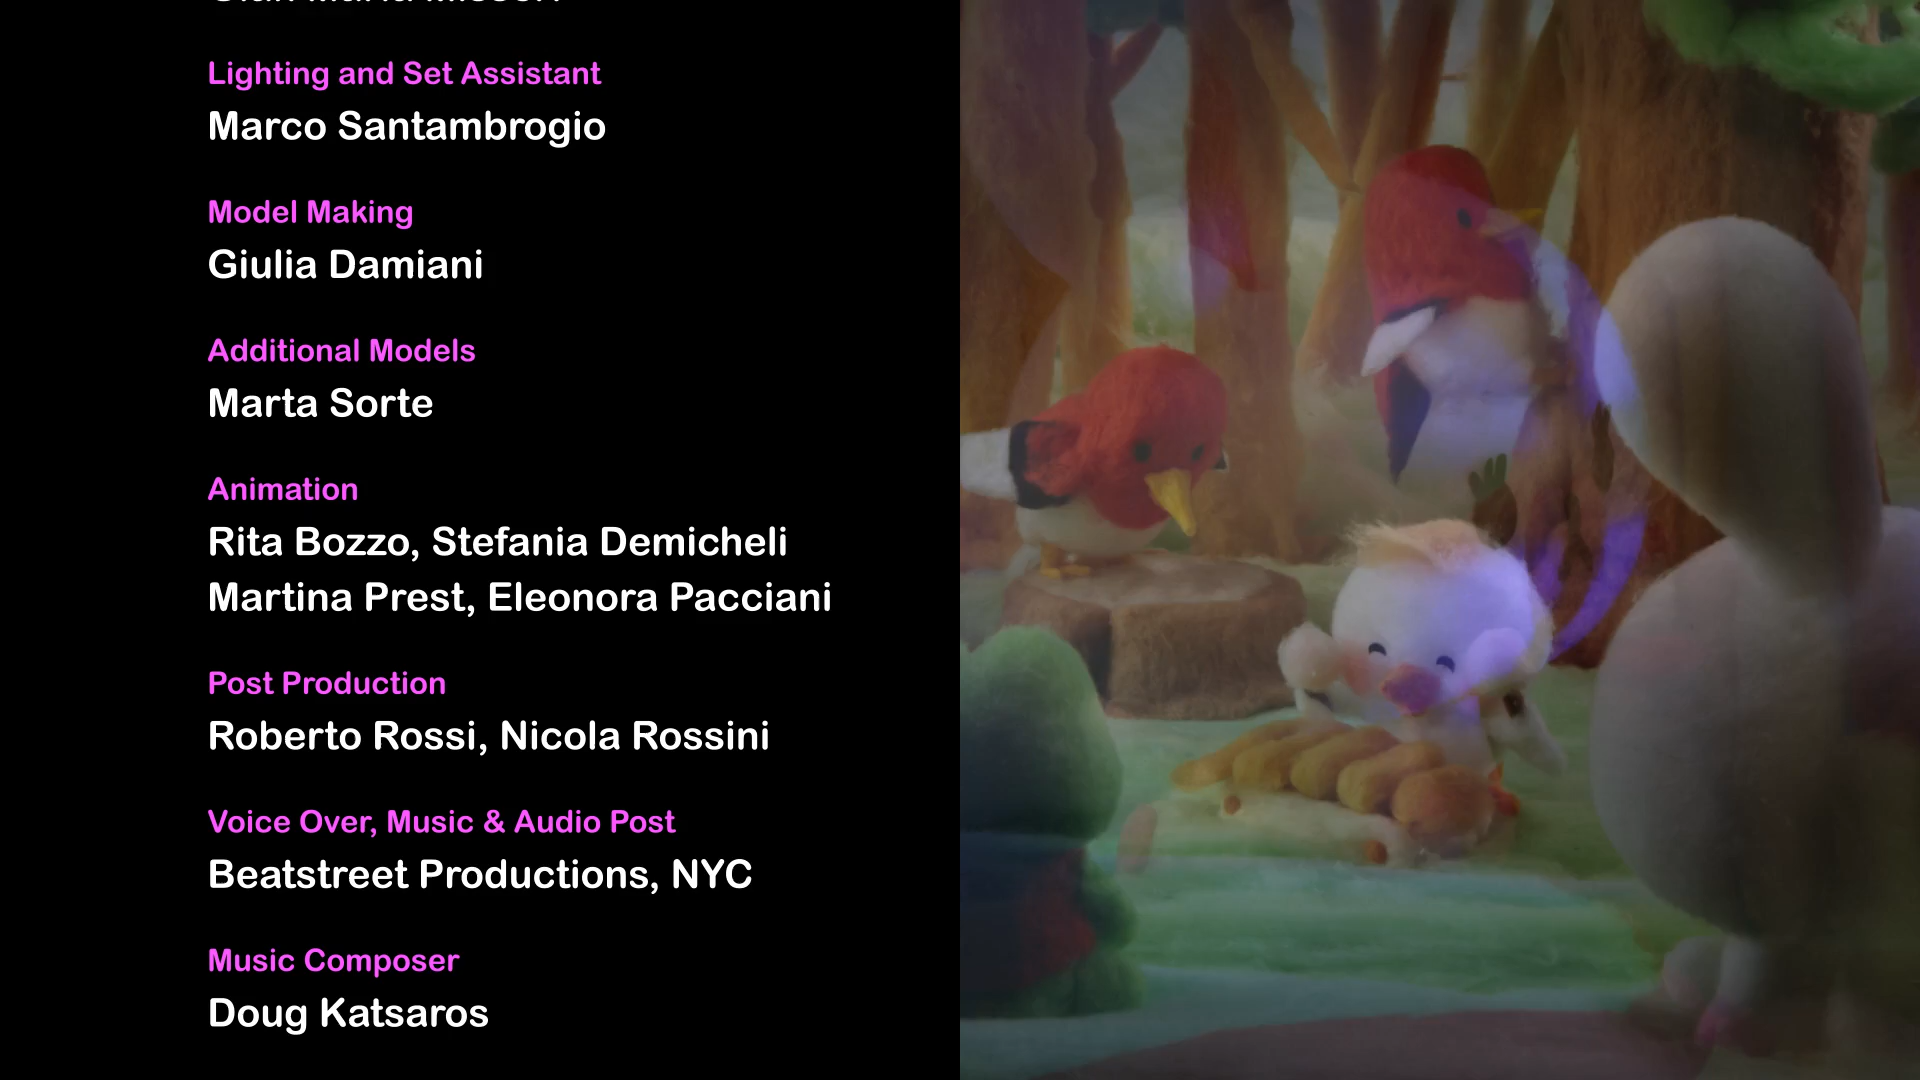 Lighting and Set Assistant
Marco Santambrogio
Model Making
Giulia Damiani
Additional Models
Marta Sorte
Animation
Rita Bozzo, Stefania Demicheli
Martina Prest, Eleonora Pacciani
Post Production
Roberto Rossi, Nicola Rossini
Voice Over, Music & Audio Post
Beatstreet Productions, NYC
Music Composer
Doug Katsaros